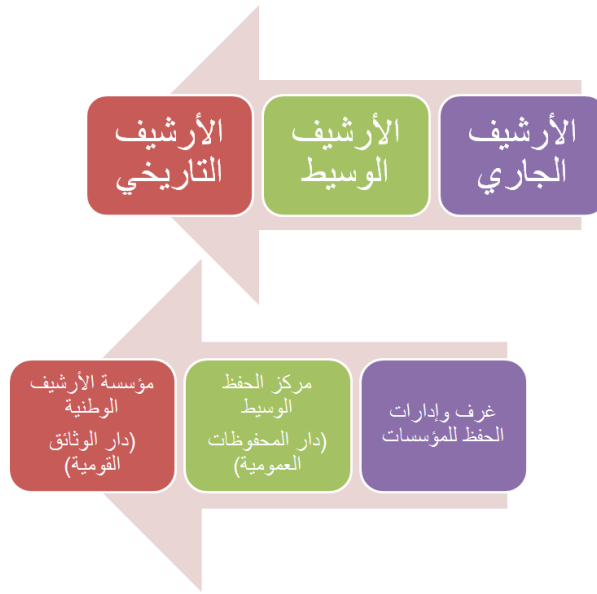 الأرشيف
الجاري
الأرشيف
الوسيط
الأرشيف
التاريخي
غرف وإدارات
الحفظ للمؤسسات
مركز الحفظ
الوسيط
(دار المحفوظات
العمومية)
مؤسسة الأرشيف
الوطنية
(دار الوثائق
القومية)